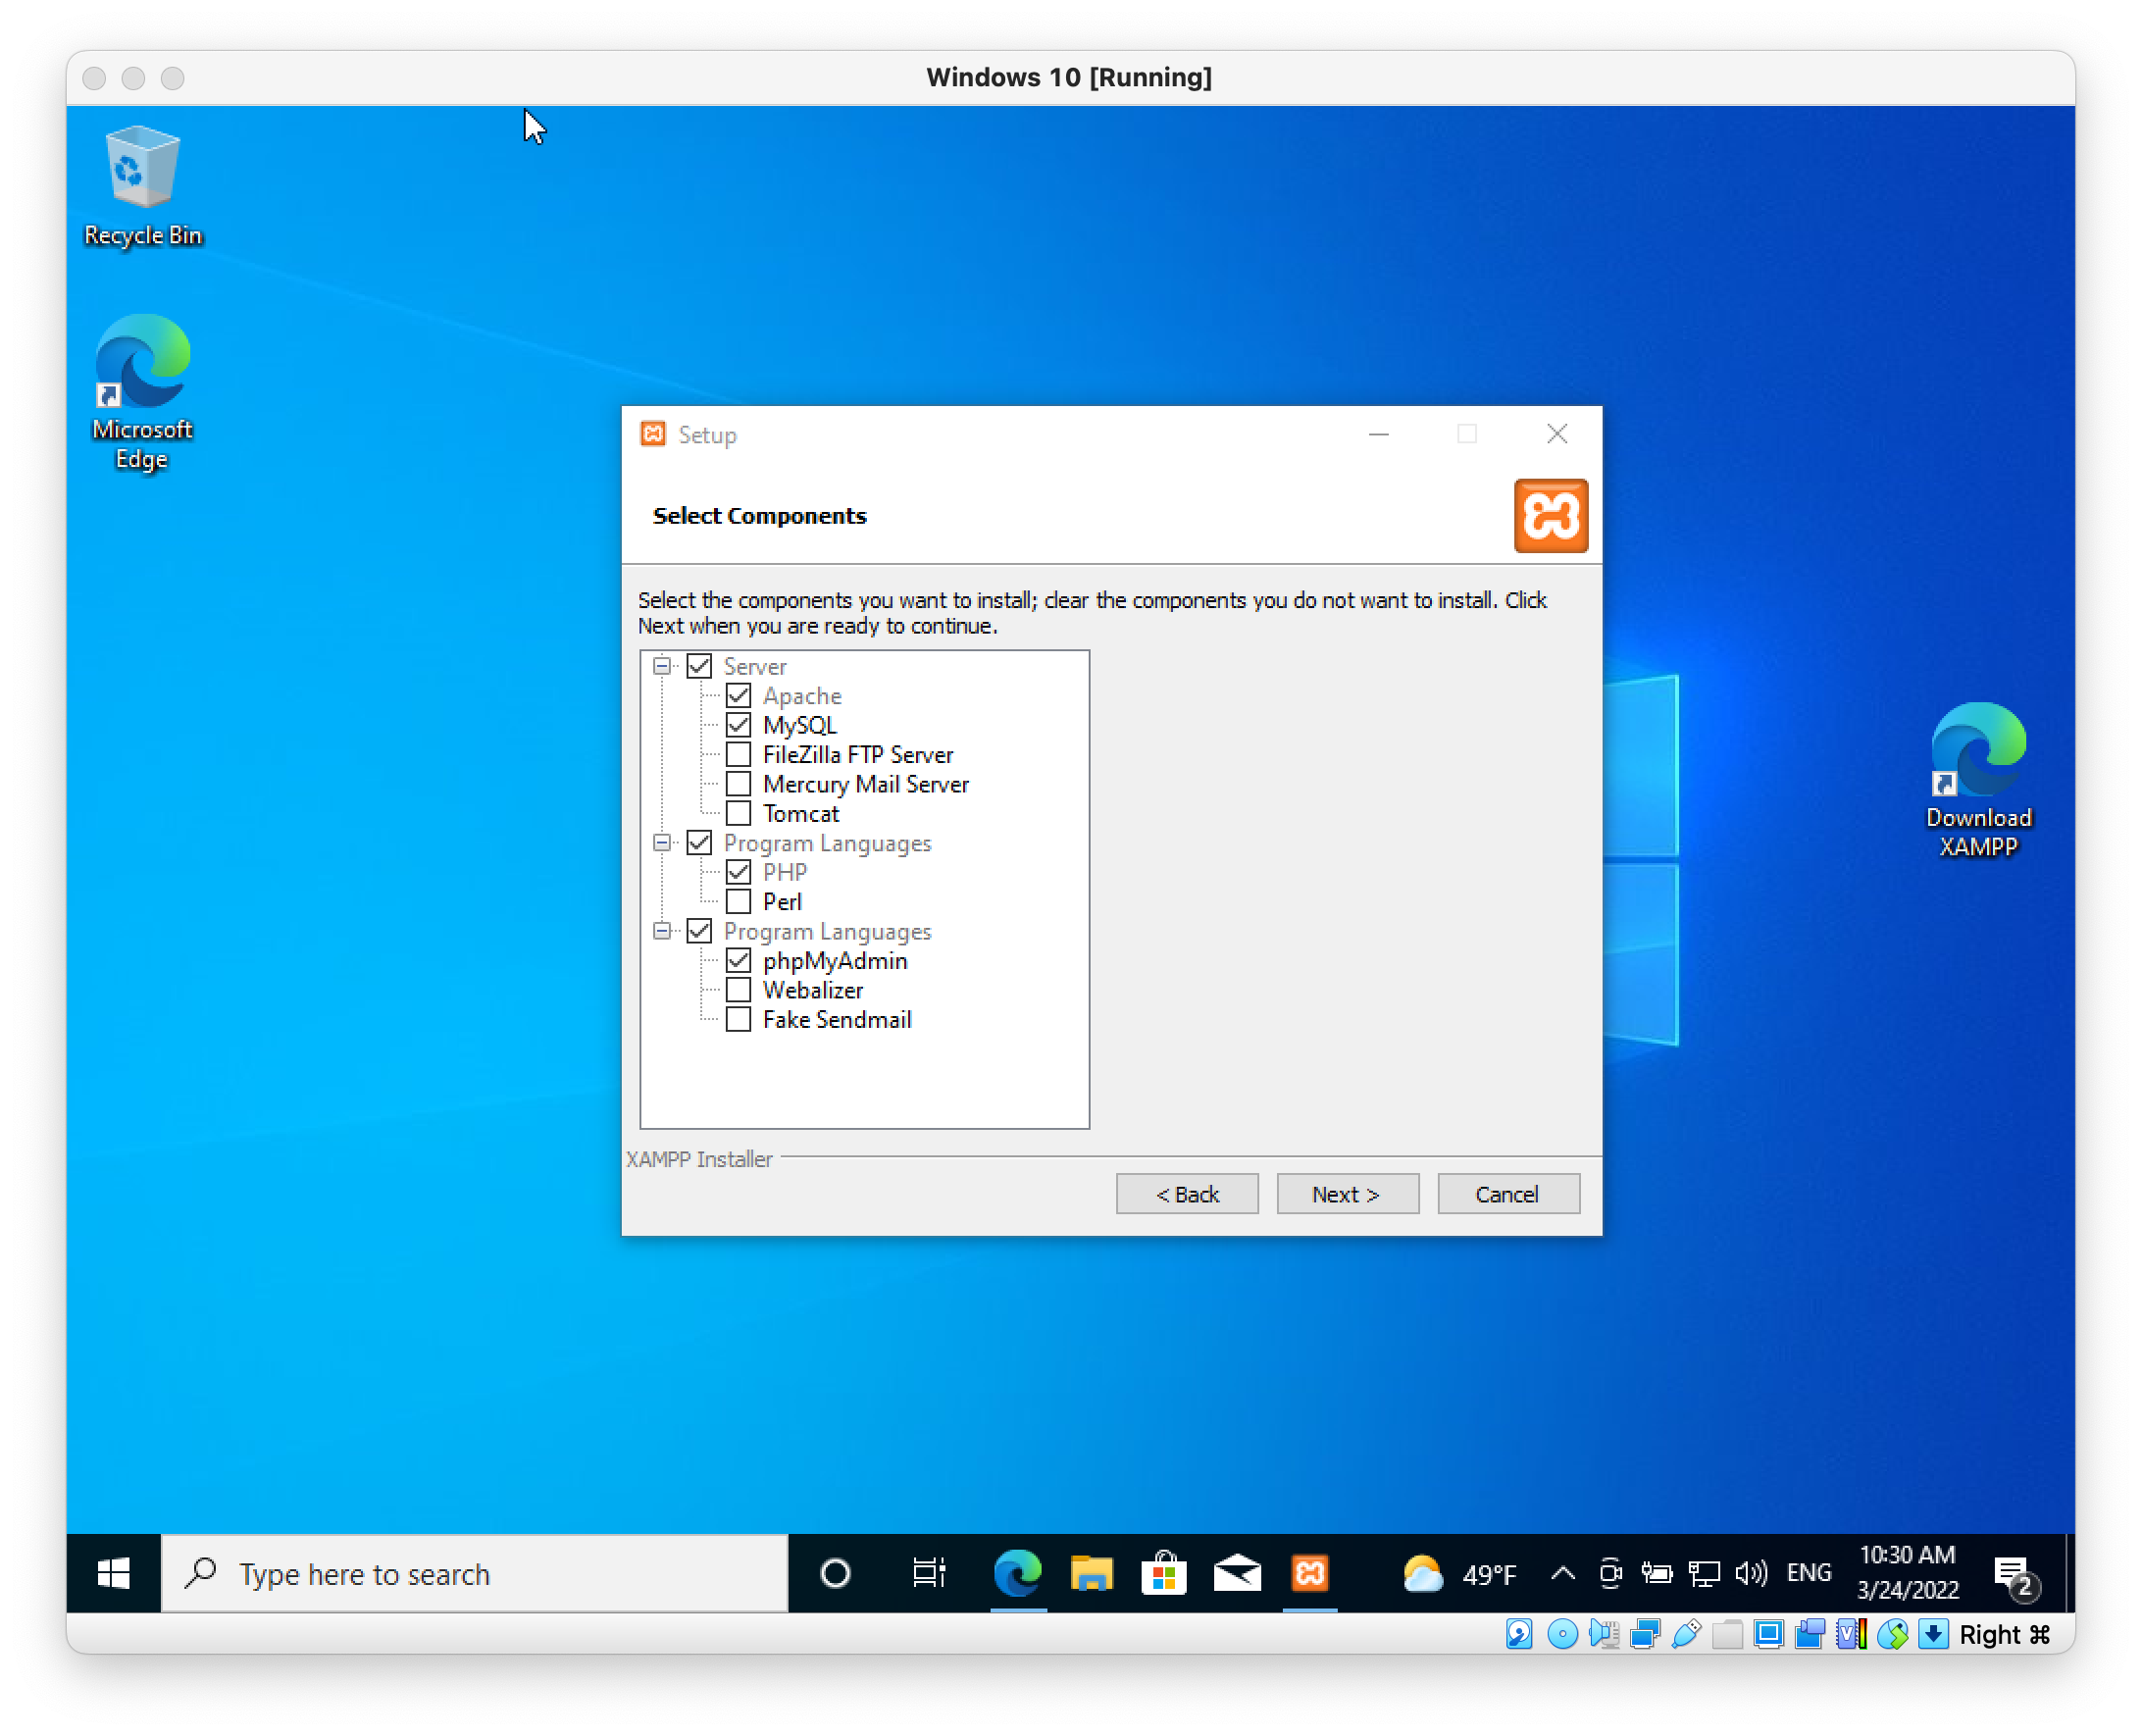 Windows 10 [Running]
Recycle Bin
Microsoft
Edge
Setup
Select Components
Select the components you want to install; clear the components you do not want to install. Click
Next when you are ready to continue.
Server
Apache
MySQL
FileZilla FTP Server
Mercury Mail Server
Tomcat
Program Languages
PHP
Perl
Program Languages
phpMyAdmin
Webalizer
Fake Sendmail
XAMPP Installer
< Back
Next >
Cancel
Download
XAMPP
Type here to search
49°F
ENG
10:30 AM
3/24/2022
2
Right ⌘